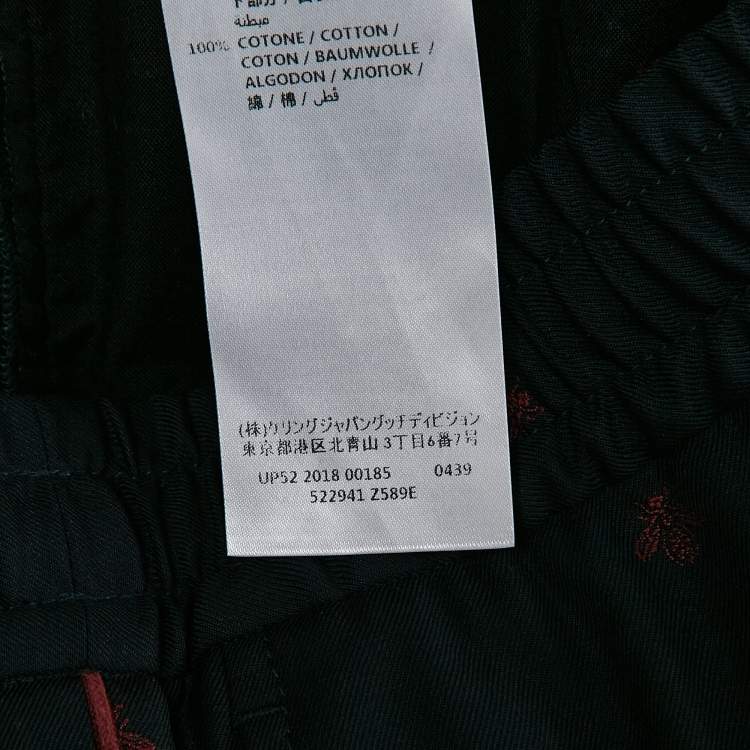 مبطنة
100% COTONE / COTTON /
COTON / BAUMWOLLE /
ALGODON / ХЛОПОК /
綿 / 棉 / قطن
(株)ケリングジャパングッチディビジョン
東京都港区北青山 3丁目6番7号
UP52 2018 00185 0439
522941 Z589E